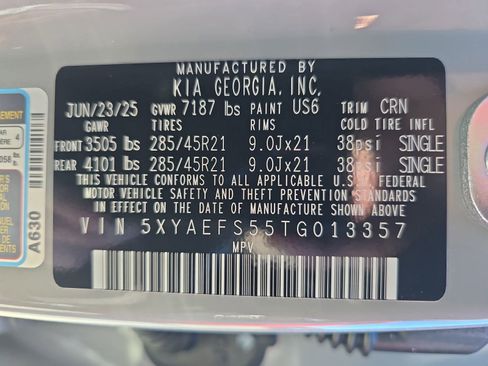 MANUFACTURED BY
KIA GEORGIA, INC.
JUN/23/25 GVWR 7187 lbs PAINT US6 TRIM CRN
GAWR TIRES RIMS COLD TIRE INFL
FRONT 3505 lbs 285/45R21 9.0Jx21 38psi SINGLE
REAR 4101 lbs 285/45R21 9.0Jx21 38psi SINGLE
THIS VEHICLE CONFORMS TO ALL APPLICABLE U.S. FEDERAL
MOTOR VEHICLE SAFETY AND THEFT PREVENTION STANDARDS
IN EFFECT ON THE DATE OF MANUFACTURE SHOWN ABOVE.
VIN 5XYAEFS55TG013357
MPV
A630
4
lbs.